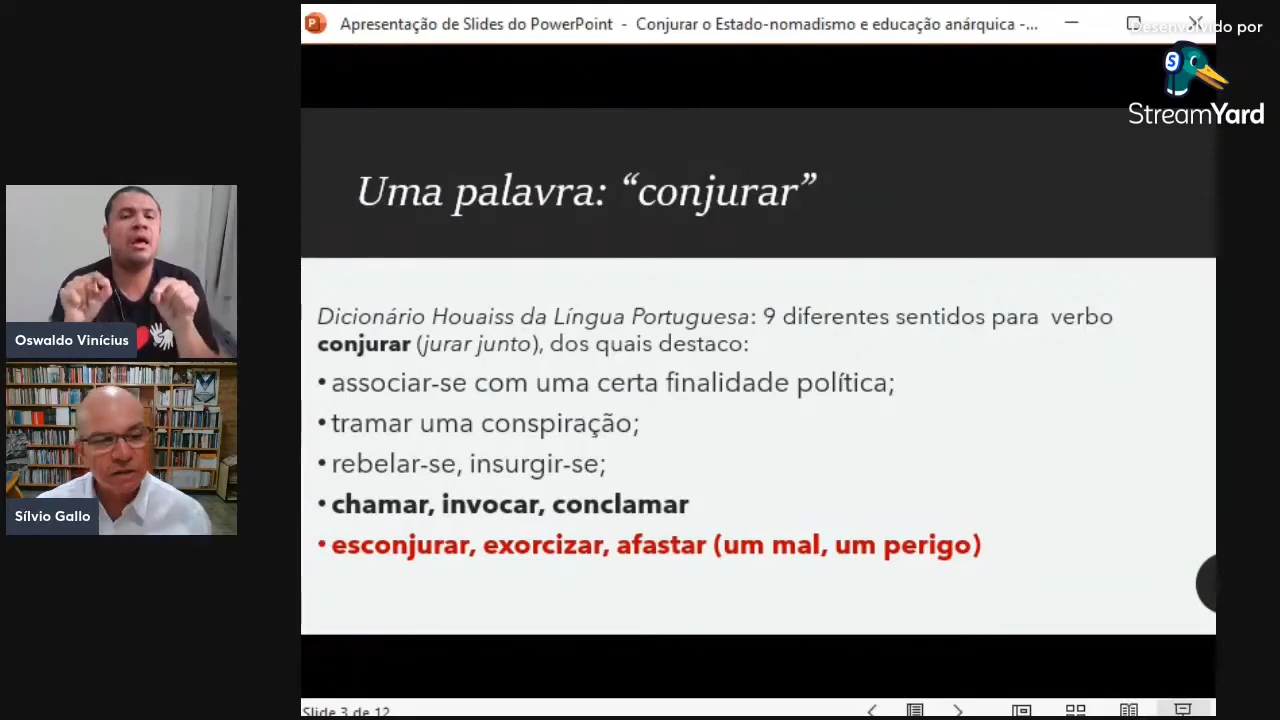 Apresentação de Slides do PowerPoint - Conjurar o Estado-nomadismo e educação anárquica -...
Desenvolvido por
StreamYard
Uma palavra: “conjurar”
Dicionário Houaiss da Língua Portuguesa: 9 diferentes sentidos para verbo
conjurar (jurar junto), dos quais destaco:
• associar-se com uma certa finalidade política;
• tramar uma conspiração;
• rebelar-se, insurgir-se;
• chamar, invocar, conclamar
• esconjurar, exorcizar, afastar (um mal, um perigo)
Oswaldo Vinícius
Sílvio Gallo
Slide 3 de 12